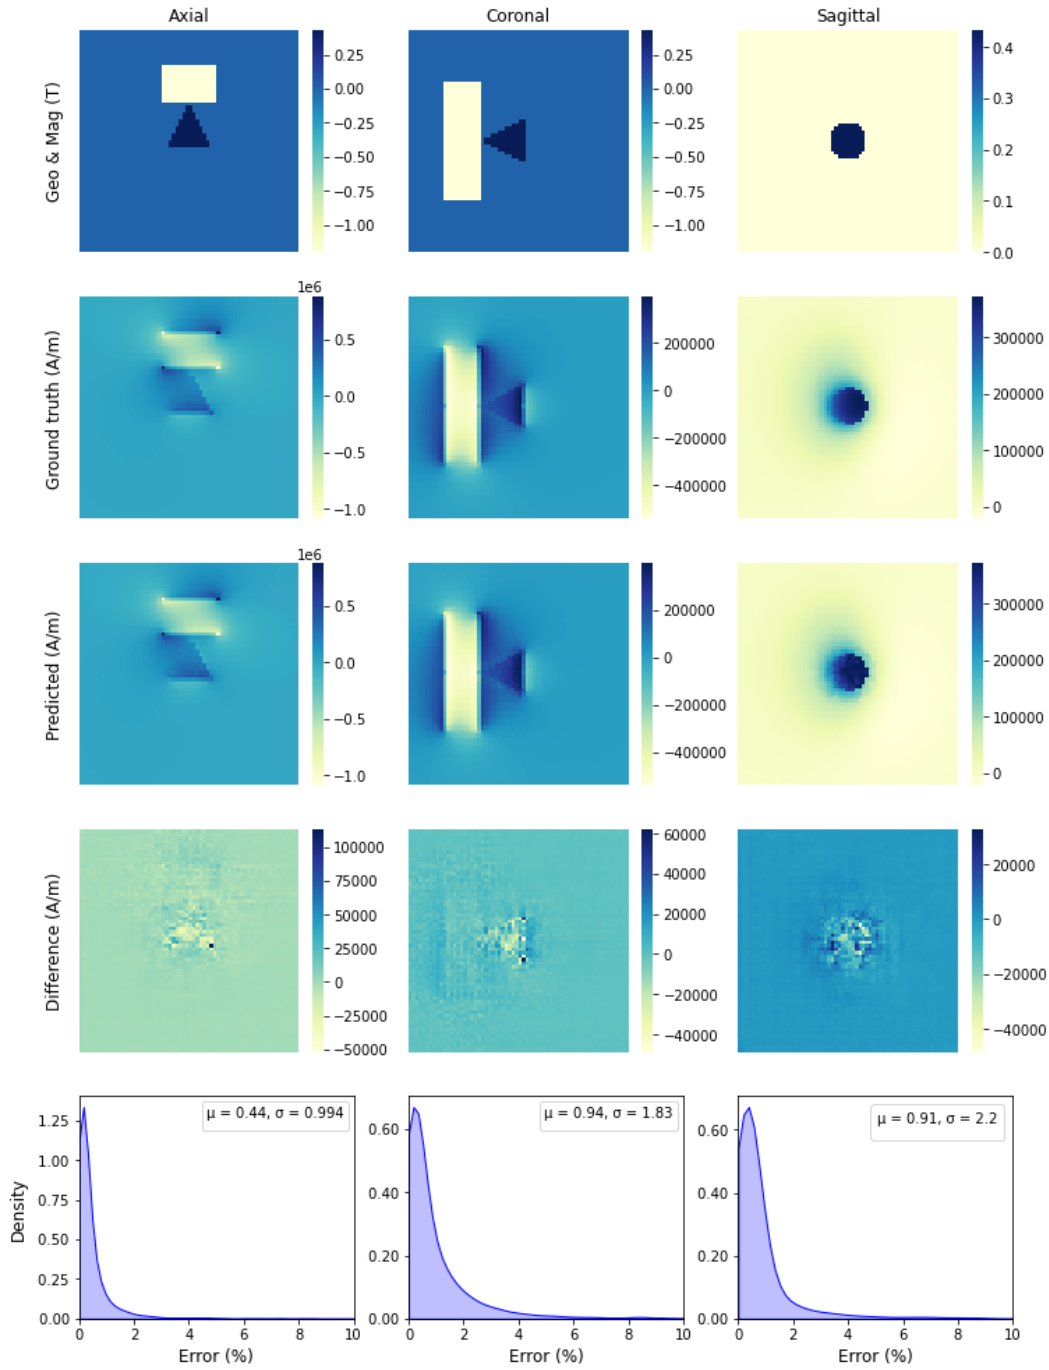 Axial Coronal Sagittal
Geo & Mag (T)
0.25 0.25 0.4
0.00 0.00 0.3
−0.25 −0.25 0.2
−0.50 −0.50 0.1
−0.75 −0.75 0.0
−1.00 −1.00
1e6
Ground truth (A/m)
0.5 200000 300000
0.0 0 200000
−0.5 −200000 100000
−1.0 −400000 0
1e6
Predicted (A/m)
0.5 200000 300000
0.0 0 200000
−0.5 −200000 100000
−1.0 −400000 0
Difference (A/m)
100000 60000 20000
75000 40000 0
50000 20000 −20000
25000 0 −40000
0 −20000
−25000 −40000
−50000
Density
μ = 0.44, σ = 0.994 μ = 0.94, σ = 1.83 μ = 0.91, σ = 2.2
1.25 0.60 0.60
1.00 0.40 0.40
0.75 0.20 0.20
0.50 0.00 0.00
0.25
0.00
0 2 4 6 8 10 0 2 4 6 8 10 0 2 4 6 8 10
Error (%) Error (%) Error (%)